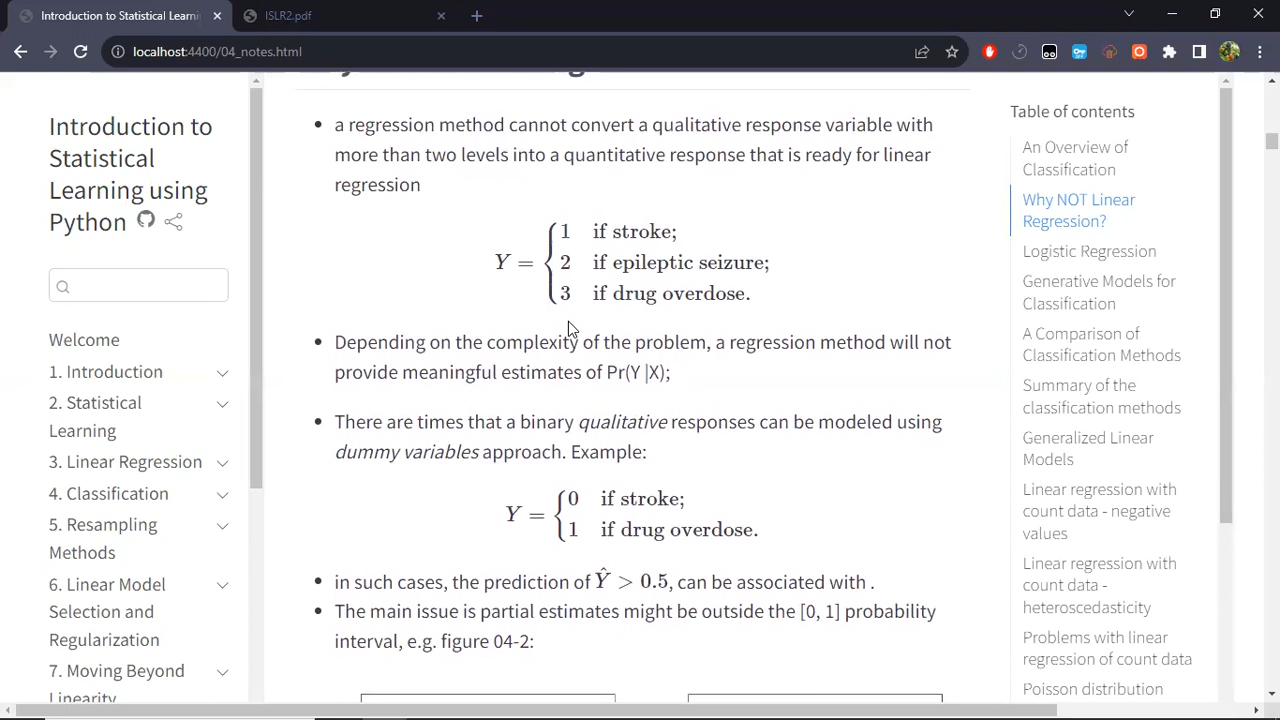 Introduction to Statistical Learni
ISLR2.pdf
localhost:4400/04_notes.html
Introduction to
Statistical
Learning using
Python
Welcome
1. Introduction
2. Statistical
Learning
3. Linear Regression
4. Classification
5. Resampling
Methods
6. Linear Model
Selection and
Regularization
7. Moving Beyond
Linearity
• a regression method cannot convert a qualitative response variable with
more than two levels into a quantitative response that is ready for linear
regression
Y = { 1 if stroke;
2 if epileptic seizure;
3 if drug overdose.
• Depending on the complexity of the problem, a regression method will not
provide meaningful estimates of Pr(Y |X);
• There are times that a binary qualitative responses can be modeled using
dummy variables approach. Example:
Y = { 0 if stroke;
1 if drug overdose.
• in such cases, the prediction of Ŷ > 0.5, can be associated with .
• The main issue is partial estimates might be outside the [0, 1] probability
interval, e.g. figure 04-2:
Table of contents
An Overview of
Classification
Why NOT Linear
Regression?
Logistic Regression
Generative Models for
Classification
A Comparison of
Classification Methods
Summary of the
classification methods
Generalized Linear
Models
Linear regression with
count data - negative
values
Linear regression with
count data -
heteroscedasticity
Problems with linear
regression of count data
Poisson distribution